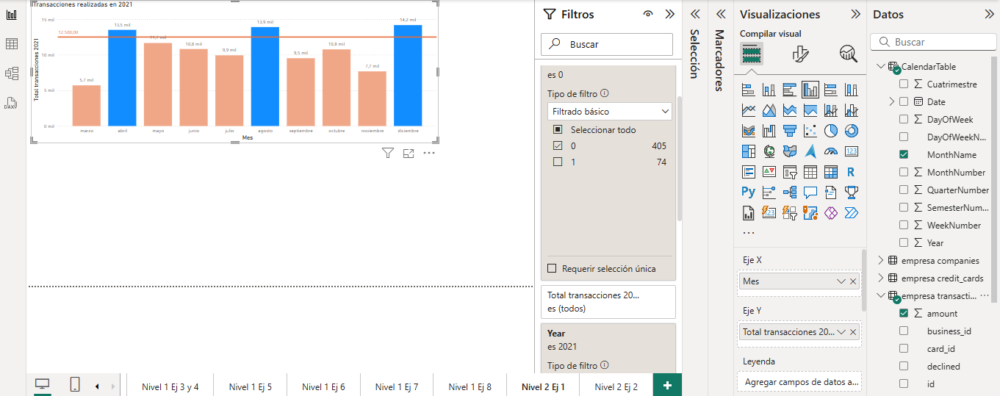 Transacciones realizadas en 2021
Total transacciones 2021
15 mil
10 mil
5 mil
0 mil
12.500,00
5,7 mil
13,5 mil
11,7 mil
10,8 mil
9,9 mil
13,9 mil
9,5 mil
10,8 mil
7,7 mil
14,2 mil
marzo
abril
mayo
junio
julio
agosto
septiembre
octubre
noviembre
diciembre
Mes
DAX
Filtros
Buscar
es 0
Tipo de filtro
Filtrado básico
Seleccionar todo
0 405
1 74
Requerir selección única
Total transacciones 20...
es (todos)
Year
es 2021
Tipo de filtro
Selección
Marcadores
Visualizaciones
Compilar visual
123
R
Py
123
...
Eje X
Mes
Eje Y
Total transacciones 20...
Leyenda
Agregar campos de datos a...
Datos
Buscar
CalendarTable
Cuatrimestre
Date
DayOfWeek
DayOfWeekN...
MonthName
MonthNumber
QuarterNumber
SemesterNum...
WeekNumber
Year
empresa companies
empresa credit_cards
empresa transacti...
amount
business_id
card_id
declined
id
Nivel 1 Ej 3 y 4
Nivel 1 Ej 5
Nivel 1 Ej 6
Nivel 1 Ej 7
Nivel 1 Ej 8
Nivel 2 Ej 1
Nivel 2 Ej 2
+